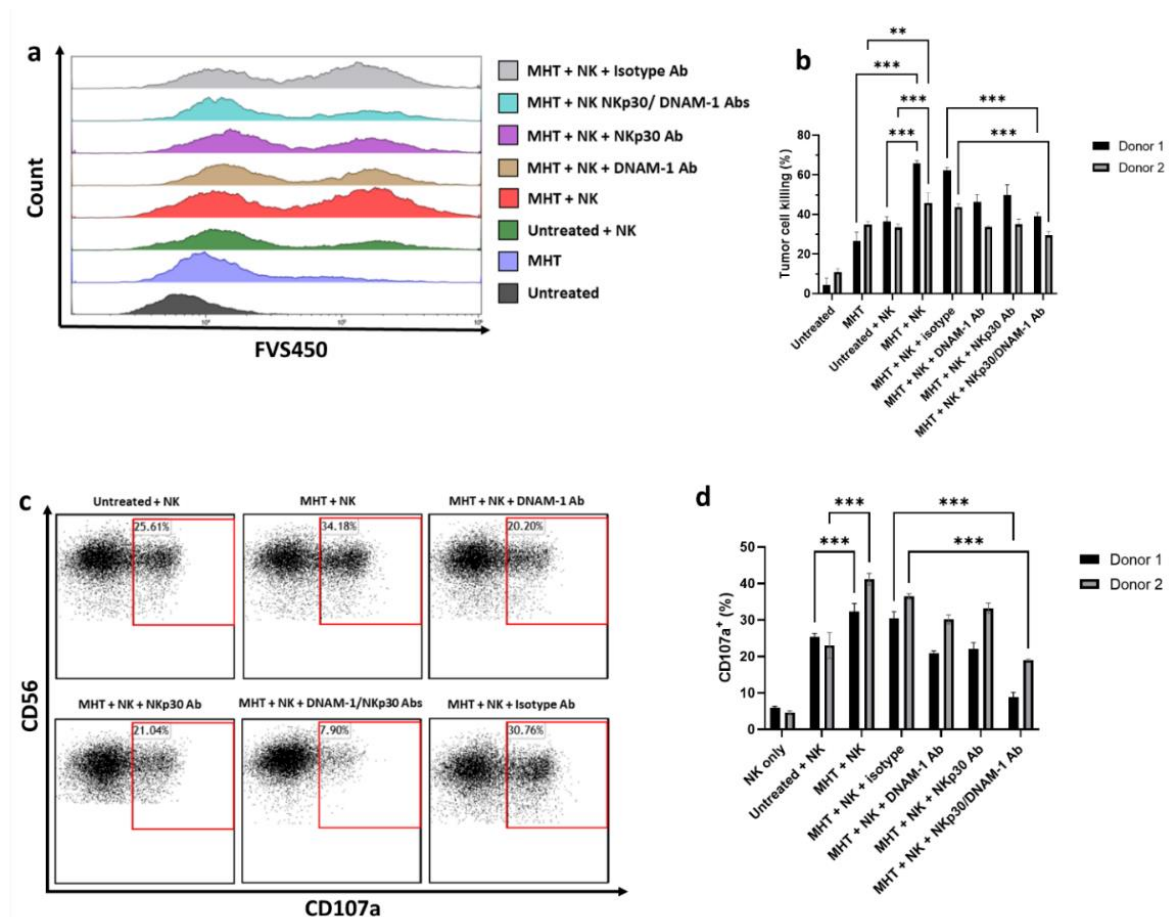 a
Count
FVS450
MHT + NK + Isotype Ab
MHT + NK NKp30/ DNAM-1 Abs
MHT + NK + NKp30 Ab
MHT + NK + DNAM-1 Ab
MHT + NK
Untreated + NK
MHT
Untreated
b
**
***
***
***
***
***
Tumor cell killing (%)
80
60
40
20
0
Untreated
MHT
Untreated + NK
MHT + NK
MHT + NK + isotype
MHT + NK + DNAM-1 Ab
MHT + NK + NKp30 Ab
MHT + NK + NKp30/DNAM-1 Ab
Donor 1
Donor 2
c
Untreated + NK
MHT + NK
MHT + NK + DNAM-1 Ab
25.61%
34.18%
20.20%
MHT + NK + NKp30 Ab
MHT + NK + DNAM-1/NKp30 Abs
MHT + NK + Isotype Ab
21.04%
7.90%
30.76%
CD56
CD107a
d
***
***
***
***
CD107a+ (%)
50
40
30
20
10
0
NK only
Untreated + NK
MHT + NK
MHT + NK + isotype
MHT + NK + DNAM-1 Ab
MHT + NK + NKp30 Ab
MHT + NK + NKp30/DNAM-1 Ab
Donor 1
Donor 2